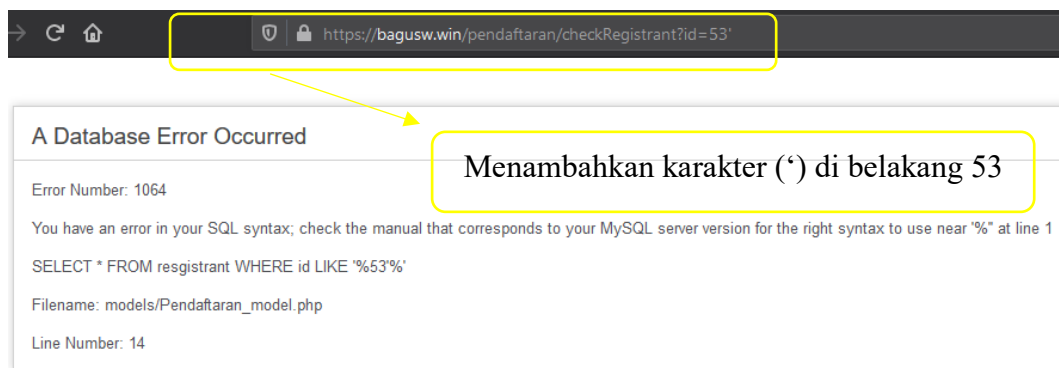 https://bagusw.win/pendaftaran/checkRegistrant?id=53'
A Database Error Occurred
Menambahkan karakter (‘) di belakang 53
Error Number: 1064
You have an error in your SQL syntax; check the manual that corresponds to your MySQL server version for the right syntax to use near '%'' at line 1
SELECT * FROM resgistrant WHERE id LIKE '%53'%'
Filename: models/Pendaftaran_model.php
Line Number: 14